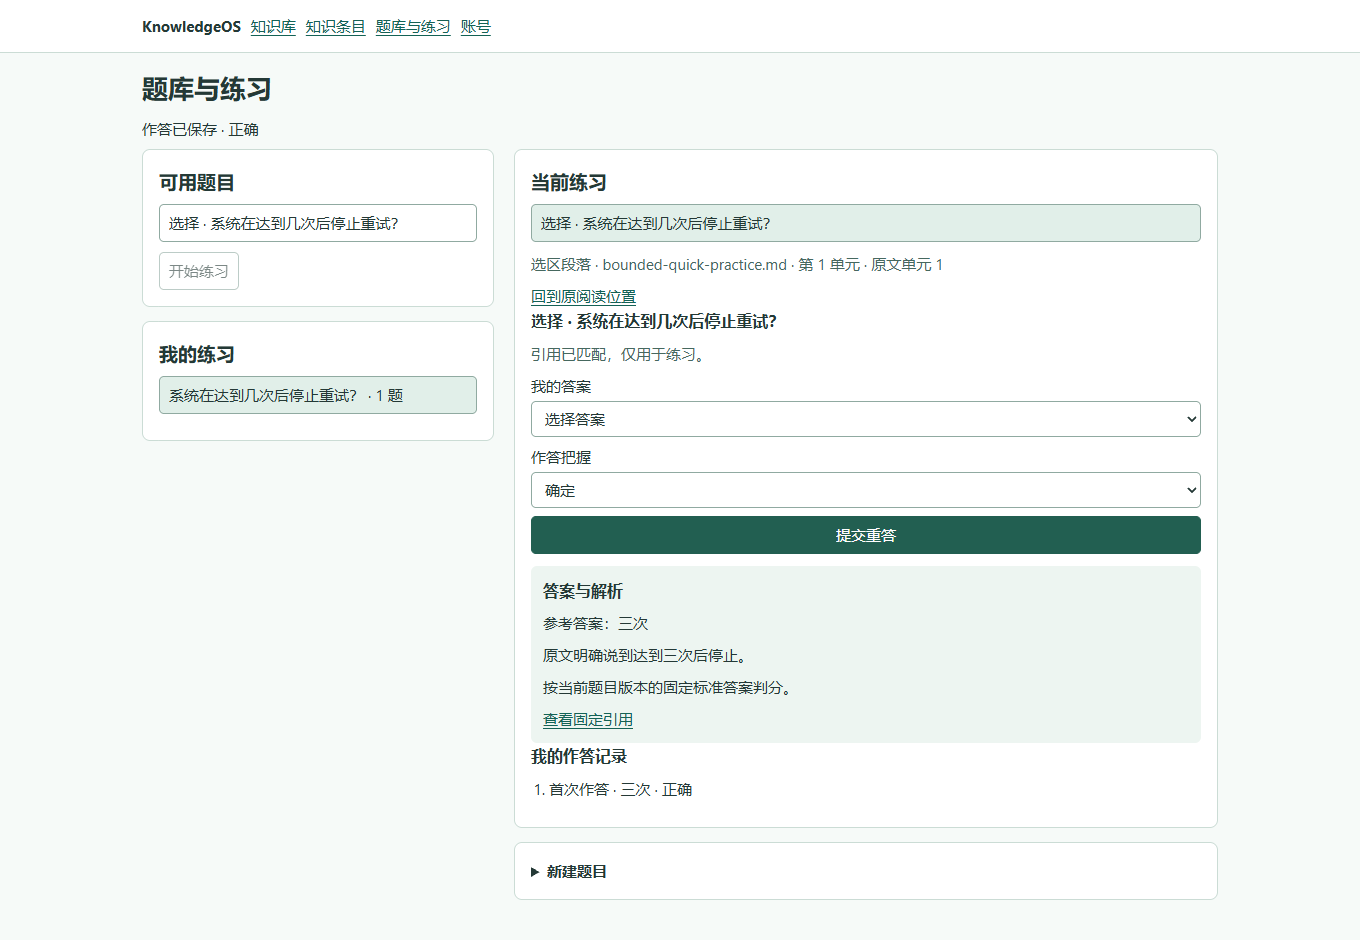 KnowledgeOS 知识库 知识条目 题库与练习 账号
题库与练习
作答已保存 · 正确
可用题目
选择 · 系统在达到几次后停止重试？
开始练习
我的练习
系统在达到几次后停止重试？ · 1 题
当前练习
选择 · 系统在达到几次后停止重试？
选区段落 · bounded-quick-practice.md · 第 1 单元 · 原文单元 1
回到原阅读位置
选择 · 系统在达到几次后停止重试？
引用已匹配，仅用于练习。
我的答案
选择答案
作答把握
确定
提交重答
答案与解析
参考答案：三次
原文明确说到达到三次后停止。
按当前题目版本的固定标准答案判分。
查看固定引用
我的作答记录
1. 首次作答 · 三次 · 正确
新建题目